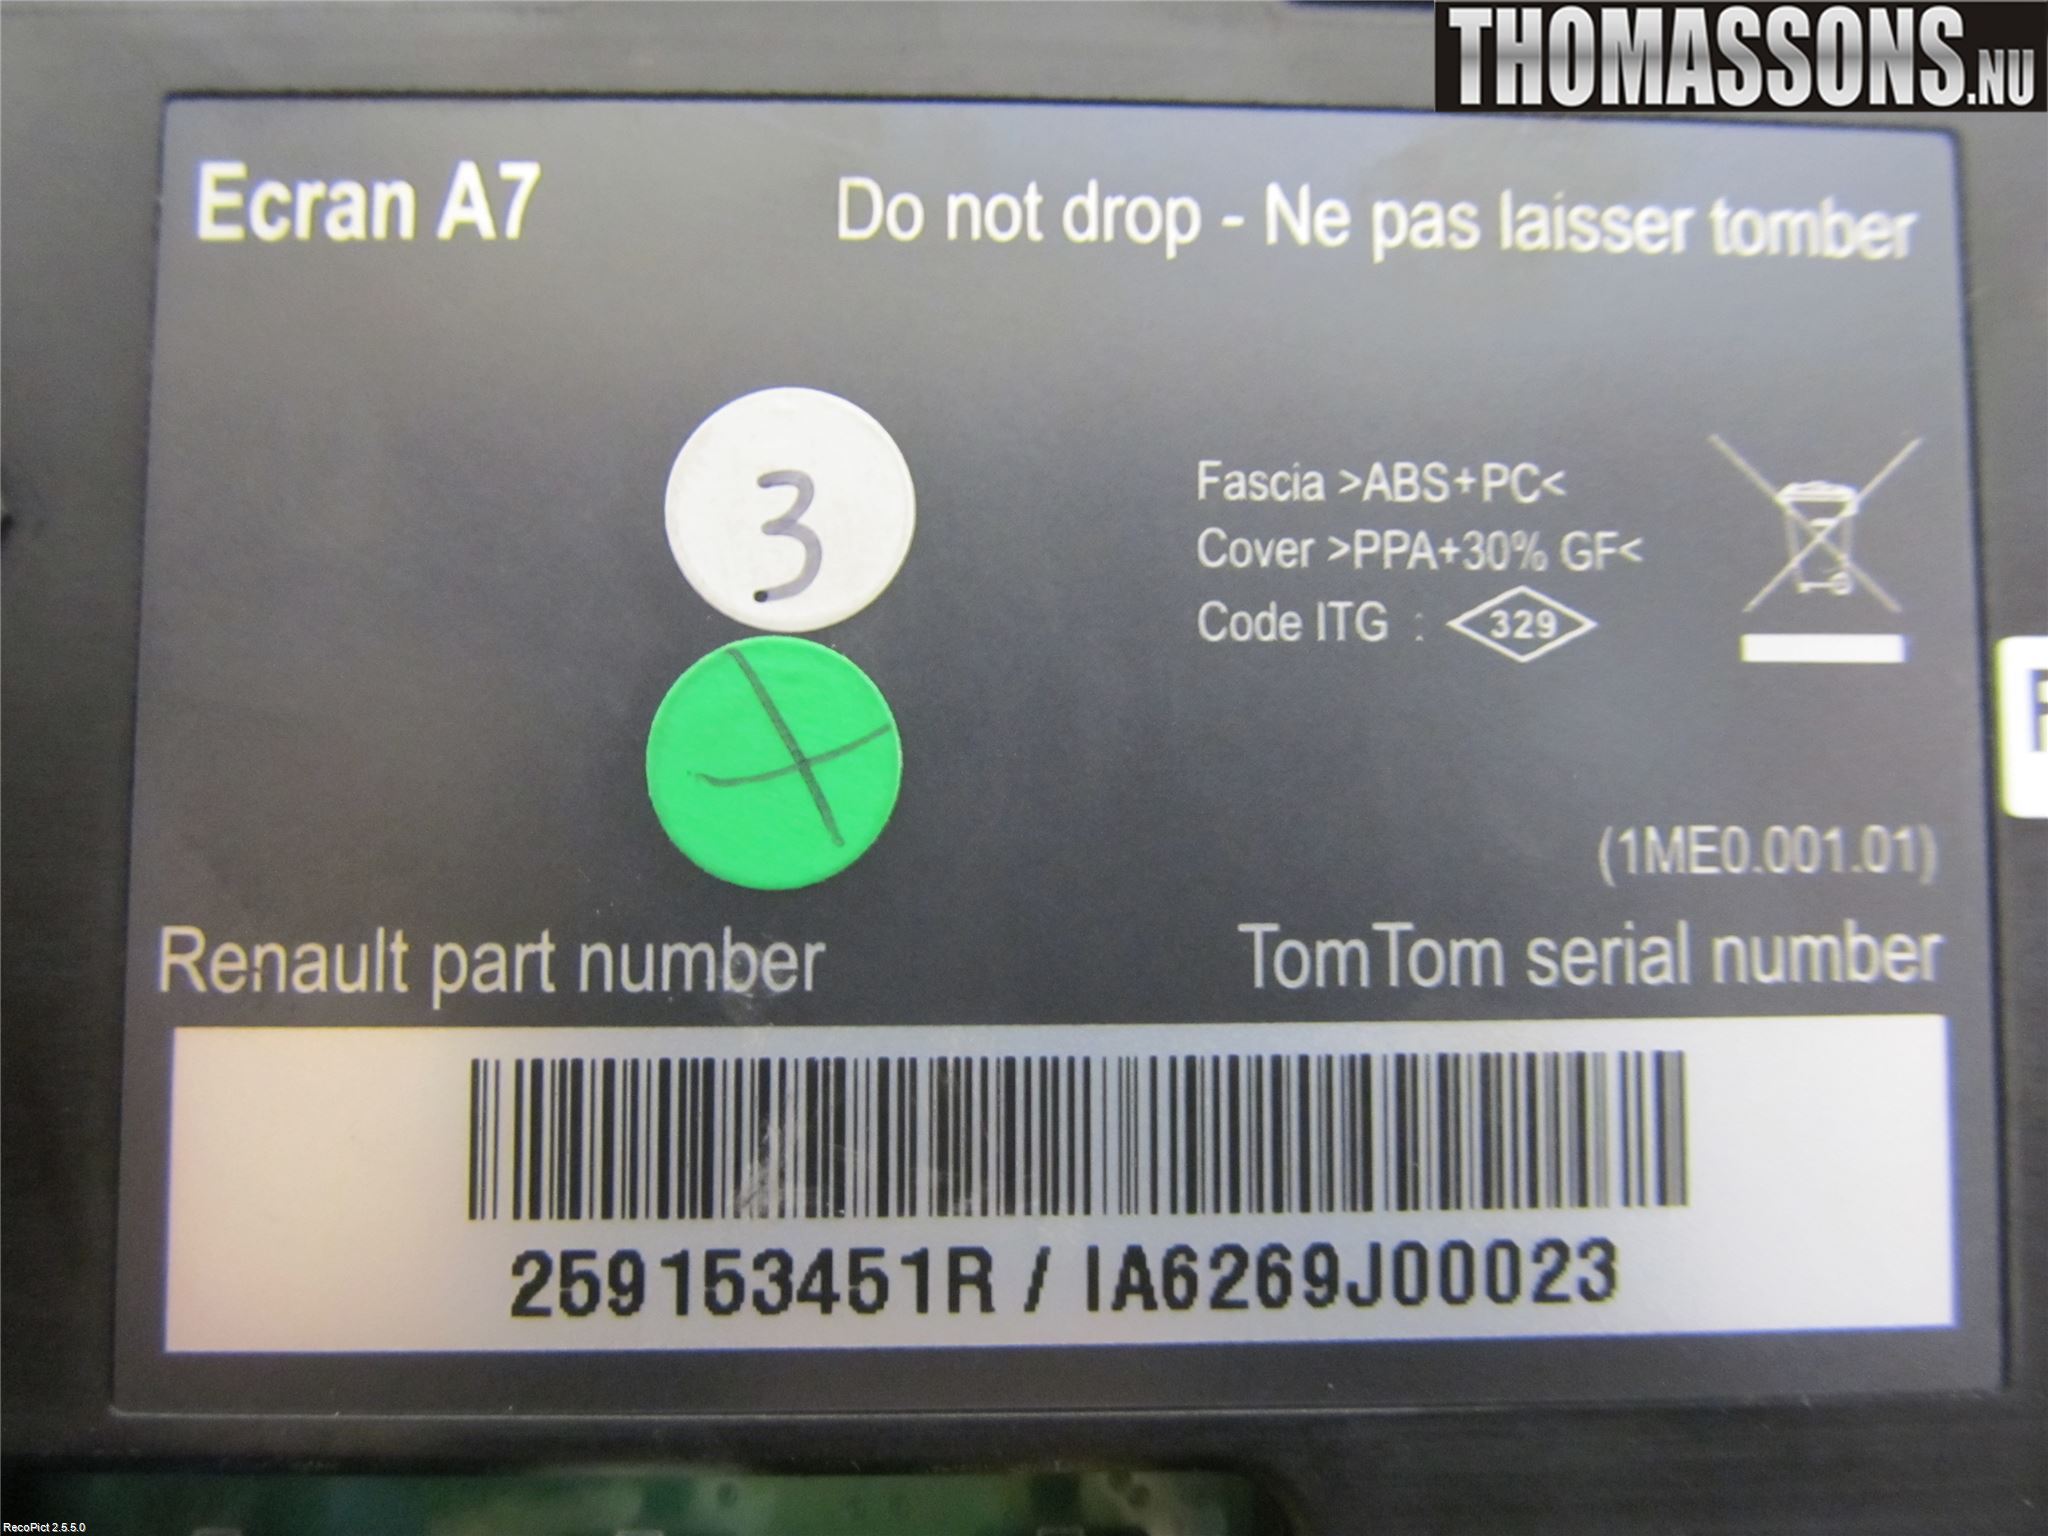 THOMASSONS.NU
Ecran A7
Do not drop - Ne pas laisser tomber
3
Fascia >ABS+PC<
Cover >PPA+30% GF<
Code ITG : 329
(1ME0.001.01)
Renault part number
TomTom serial number
259153451R / IA6269J00023
RecoPict 2.5.5.0